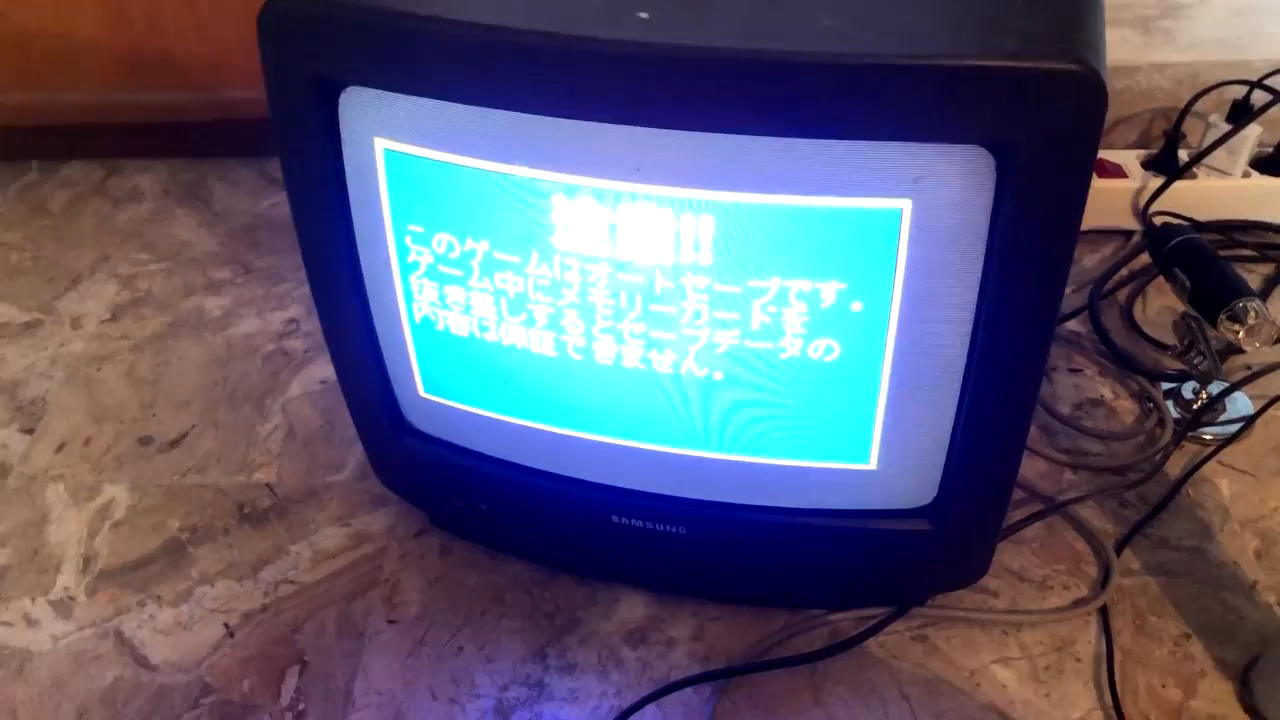 注意!!
このゲームはオートセーブです.
ゲーム中にメモリーカードを
抜き差しするとセーブデータの
内容は保証できません.
SAMSUNG